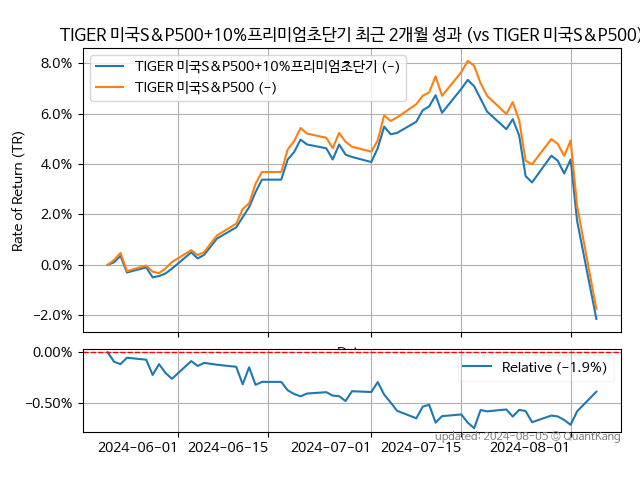 TIGER 미국S&P500+10%프리미엄초단기 최근 2개월 성과 (vs TIGER 미국S&P500)
TIGER 미국S&P500+10%프리미엄초단기 (-)
TIGER 미국S&P500 (-)
Rate of Return (TR)
8.0%
6.0%
4.0%
2.0%
0.0%
-2.0%
Relative (-1.9%)
0.00%
-0.50%
updated: 2024-08-05 © QuantKang
2024-06-01 2024-06-15 2024-07-01 2024-07-15 2024-08-01